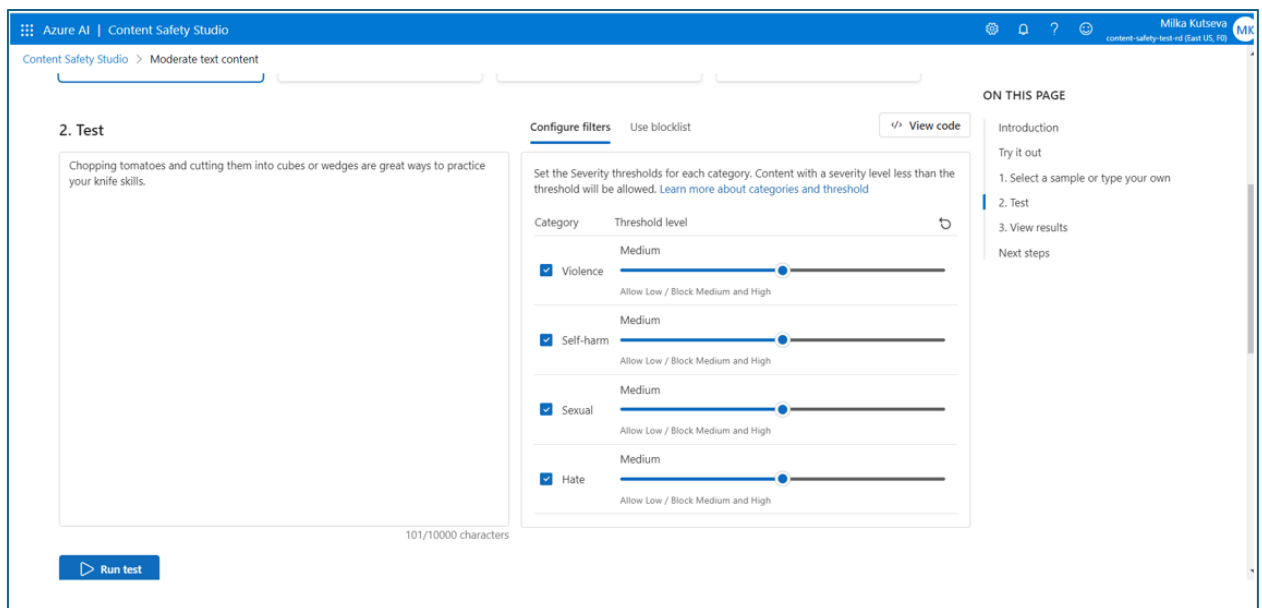 Azure AI | Content Safety Studio
Milka Kutseva
content-safety-test-rd (East US, F0)
MK
Content Safety Studio > Moderate text content
2. Test
Chopping tomatoes and cutting them into cubes or wedges are great ways to practice
your knife skills.
101/10000 characters
Run test
Configure filters
Use blocklist
</> View code
Set the Severity thresholds for each category. Content with a severity level less than the
threshold will be allowed. Learn more about categories and threshold
Category
Threshold level
Medium
Violence
Allow Low / Block Medium and High
Medium
Self-harm
Allow Low / Block Medium and High
Medium
Sexual
Allow Low / Block Medium and High
Medium
Hate
Allow Low / Block Medium and High
ON THIS PAGE
Introduction
Try it out
1. Select a sample or type your own
2. Test
3. View results
Next steps